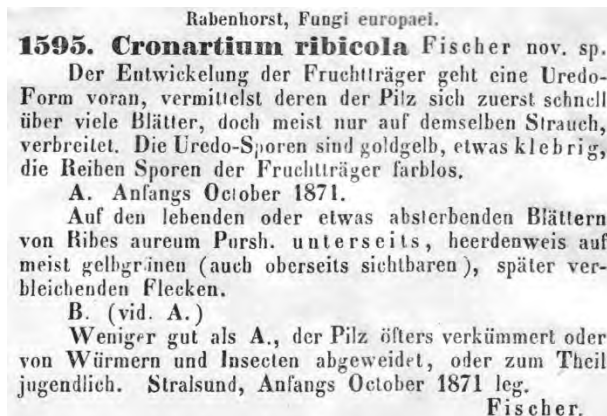 Rabenhorst, Fungi europaei.
1595. Cronartium ribicola Fischer nov. sp.
Der Entwickelung der Fruchtträger geht eine Uredo-
Form voran, vermittelst deren der Pilz sich zuerst schnell
über viele Blätter, doch meist nur auf demselben Strauch,
verbreitet. Die Uredo-Sporen sind goldgelb, etwas klebrig,
die Reihen Sporen der Fruchtträger farblos.
A. Anfangs October 1871.
Auf den lebenden oder etwas absterbenden Blättern
von Ribes aureum Pursh. unterseits, heerdenweis auf
meist gelbgrünen (auch oberseits sichtbaren), später ver-
bleichenden Flecken.
B. (vid. A.)
Weniger gut als A., der Pilz öfters verkümmert oder
von Würmern und Insecten abgeweidet, oder zum Theil
jugendlich. Stralsund, Anfangs October 1871 leg.
Fischer.